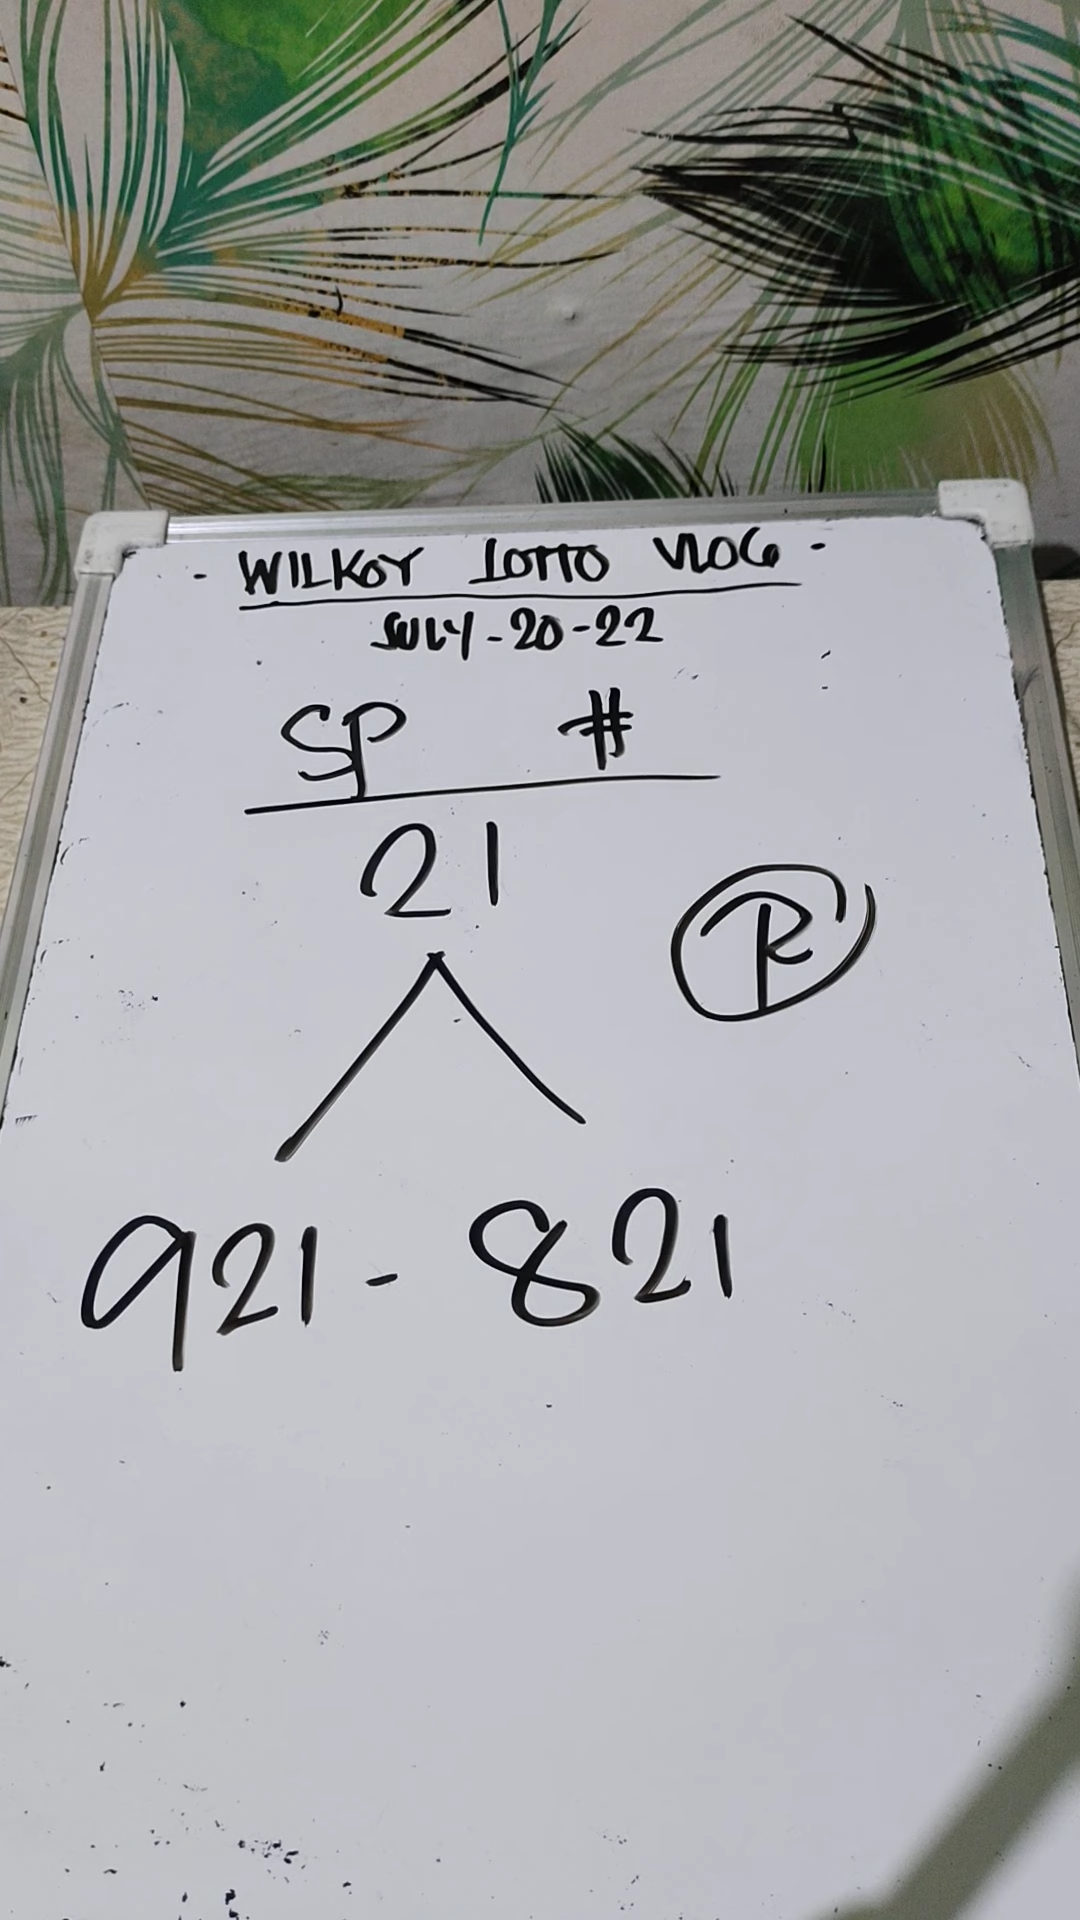 - WILKOY LOTTO VLOG -
JULY-20-22
SP #
21
R
921 - 821